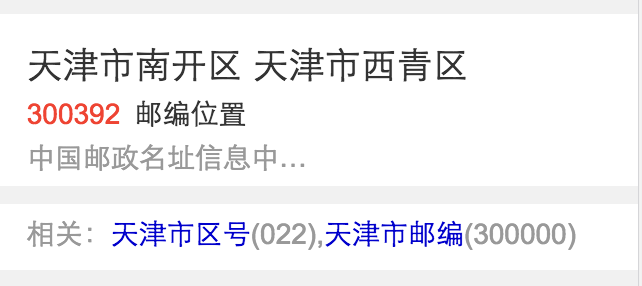 天津市南开区 天津市西青区
300392 邮编位置
中国邮政名址信息中...
相关：天津市区号(022),天津市邮编(300000)